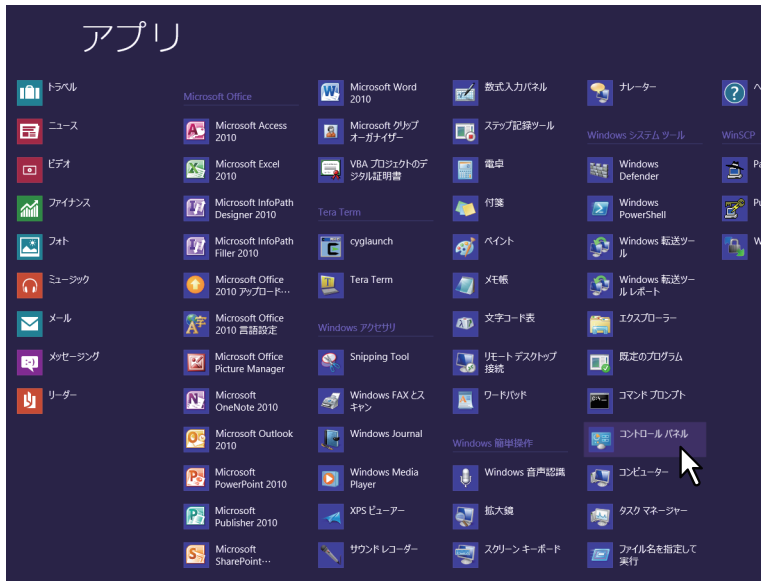 アプリ
トラベル
ニュース
ビデオ
ファイナンス
フォト
ミュージック
メール
メッセージング
リーダー
Microsoft Office
Microsoft Access
2010
Microsoft Excel
2010
Microsoft InfoPath
Designer 2010
Microsoft InfoPath
Filler 2010
Microsoft Office
2010 アップロード…
Microsoft Office
2010 言語設定
Microsoft Office
Picture Manager
Microsoft
OneNote 2010
Microsoft Outlook
2010
Microsoft
PowerPoint 2010
Microsoft
Publisher 2010
Microsoft
SharePoint…
Microsoft Word
2010
Microsoft クリップ
オーガナイザー
VBA プロジェクトのデ
ジタル証明書
Tera Term
cyglaunch
Tera Term
Windows アクセサリ
Snipping Tool
Windows FAX とス
キャン
Windows Journal
Windows Media
Player
XPS ビューアー
サウンド レコーダー
数式入力パネル
ステップ記録ツール
電卓
付箋
ペイント
メモ帳
文字コード表
リモート デスクトップ
接続
ワードパッド
Windows 簡単操作
Windows 音声認識
拡大鏡
スクリーン キーボード
ナレーター
Windows システム ツール
Windows
Defender
Windows
PowerShell
Windows 転送ツー
ル
Windows 転送ツー
ル レポート
エクスプローラー
既定のプログラム
コマンド プロンプト
コントロール パネル
コンピューター
タスク マネージャー
ファイル名を指定して
実行
WinSCP